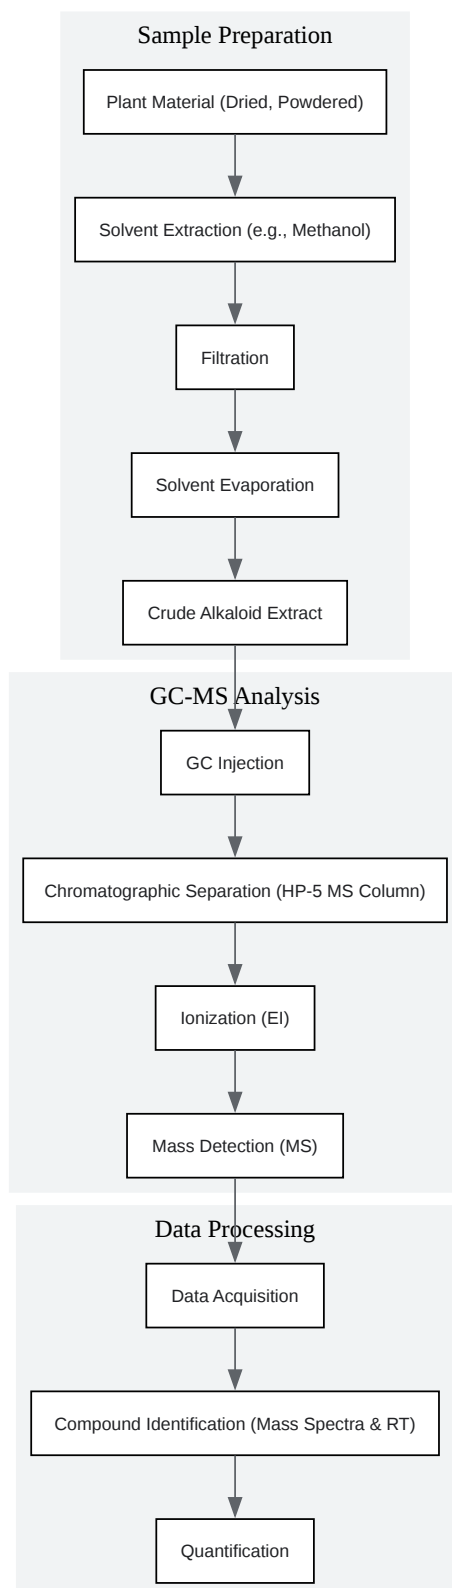 Sample Preparation
Plant Material (Dried, Powdered)
Solvent Extraction (e.g., Methanol)
Filtration
Solvent Evaporation
Crude Alkaloid Extract
GC-MS Analysis
GC Injection
Chromatographic Separation (HP-5 MS Column)
Ionization (EI)
Mass Detection (MS)
Data Processing
Data Acquisition
Compound Identification (Mass Spectra & RT)
Quantification